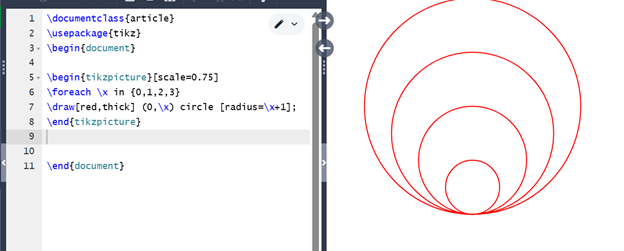 1 \documentclass{article}
2 \usepackage{tikz}
3 \begin{document}
4
5 \begin{tikzpicture}[scale=0.75]
6 \foreach \x in {0,1,2,3}
7 \draw[red,thick] (0,\x) circle [radius=\x+1];
8 \end{tikzpicture}
9
10
11 \end{document}